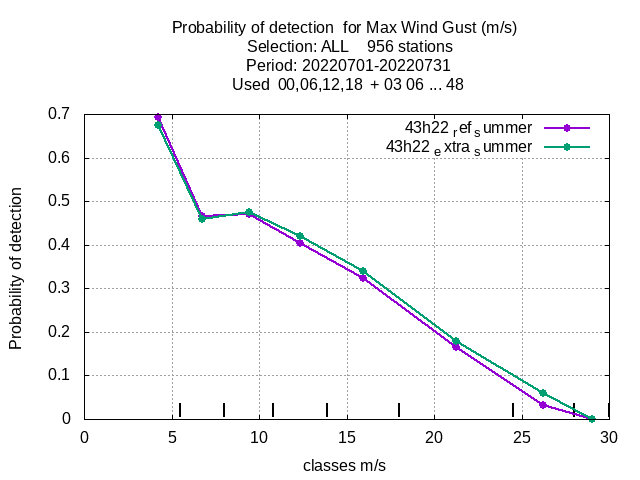 Probability of detection  for Max Wind Gust (m/s)
Selection: ALL    956 stations
Period: 20220701-20220731
Used  00,06,12,18  + 03 06 ... 48
43h22 ref summer
43h22 extra summer
Probability of detection
0.7
0.6
0.5
0.4
0.3
0.2
0.1
0
0 5 10 15 20 25 30
classes m/s